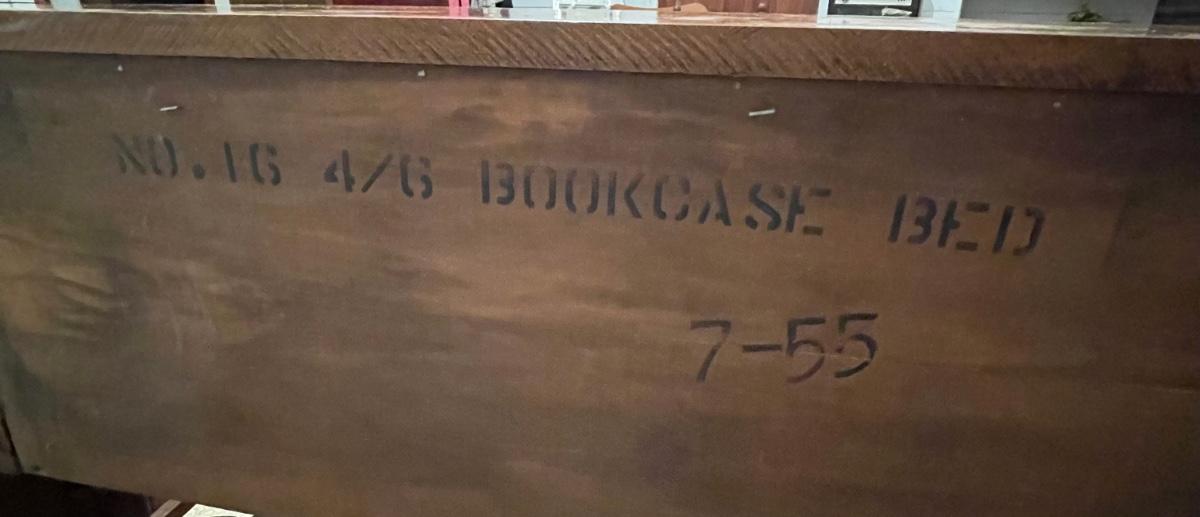 NO.16 4/6 BOOKCASE BED
7-55